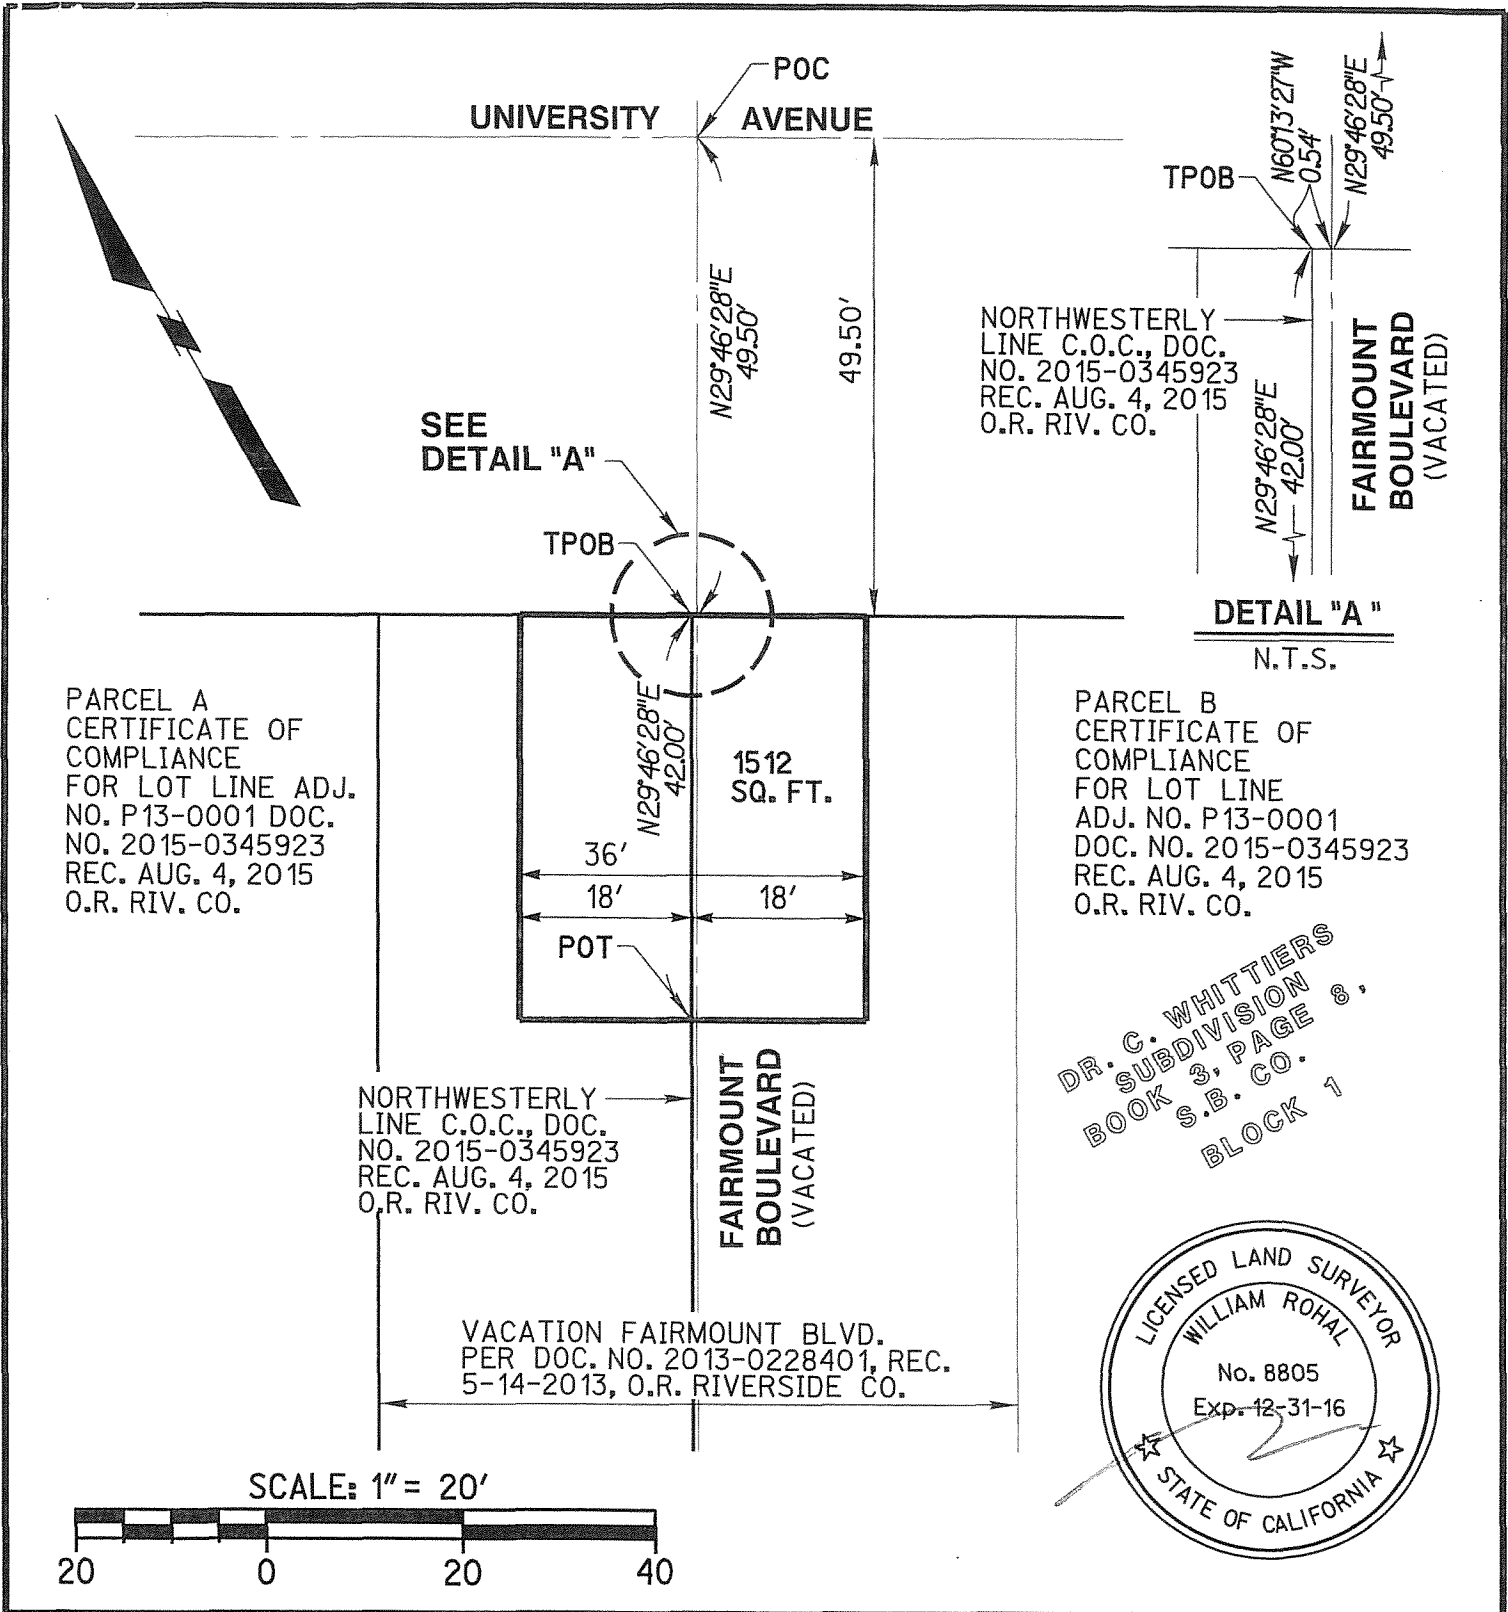 POC
UNIVERSITY AVENUE
N29°46'28"E
49.50'
49.50'
SEE
DETAIL "A"
TPOB
N60°13'27"W
0.54'
N29°46'28"E
49.50'
TPOB
NORTHWESTERLY
LINE C.O.C., DOC.
NO. 2015-0345923
REC. AUG. 4, 2015
O.R. RIV. CO.
N29°46'28"E
42.00'
FAIRMOUNT
BOULEVARD
(VACATED)
DETAIL "A"
N.T.S.
PARCEL A
CERTIFICATE OF
COMPLIANCE
FOR LOT LINE ADJ.
NO. P13-0001 DOC.
NO. 2015-0345923
REC. AUG. 4, 2015
O.R. RIV. CO.
N29°46'28"E
42.00'
1512
SQ. FT.
36'
18' 18'
POT
PARCEL B
CERTIFICATE OF
COMPLIANCE
FOR LOT LINE
ADJ. NO. P13-0001
DOC. NO. 2015-0345923
REC. AUG. 4, 2015
O.R. RIV. CO.
DR. C. WHITTIERS
SUBDIVISION
BOOK 3, PAGE 8,
S.B. CO.
BLOCK 1
NORTHWESTERLY
LINE C.O.C., DOC.
NO. 2015-0345923
REC. AUG. 4, 2015
O.R. RIV. CO.
FAIRMOUNT
BOULEVARD
(VACATED)
VACATION FAIRMOUNT BLVD.
PER DOC. NO. 2013-0228401, REC.
5-14-2013, O.R. RIVERSIDE CO.
LICENSED LAND SURVEYOR
WILLIAM ROHAL
No. 8805
Exp. 12-31-16
STATE OF CALIFORNIA
SCALE: 1" = 20'
20 0 20 40